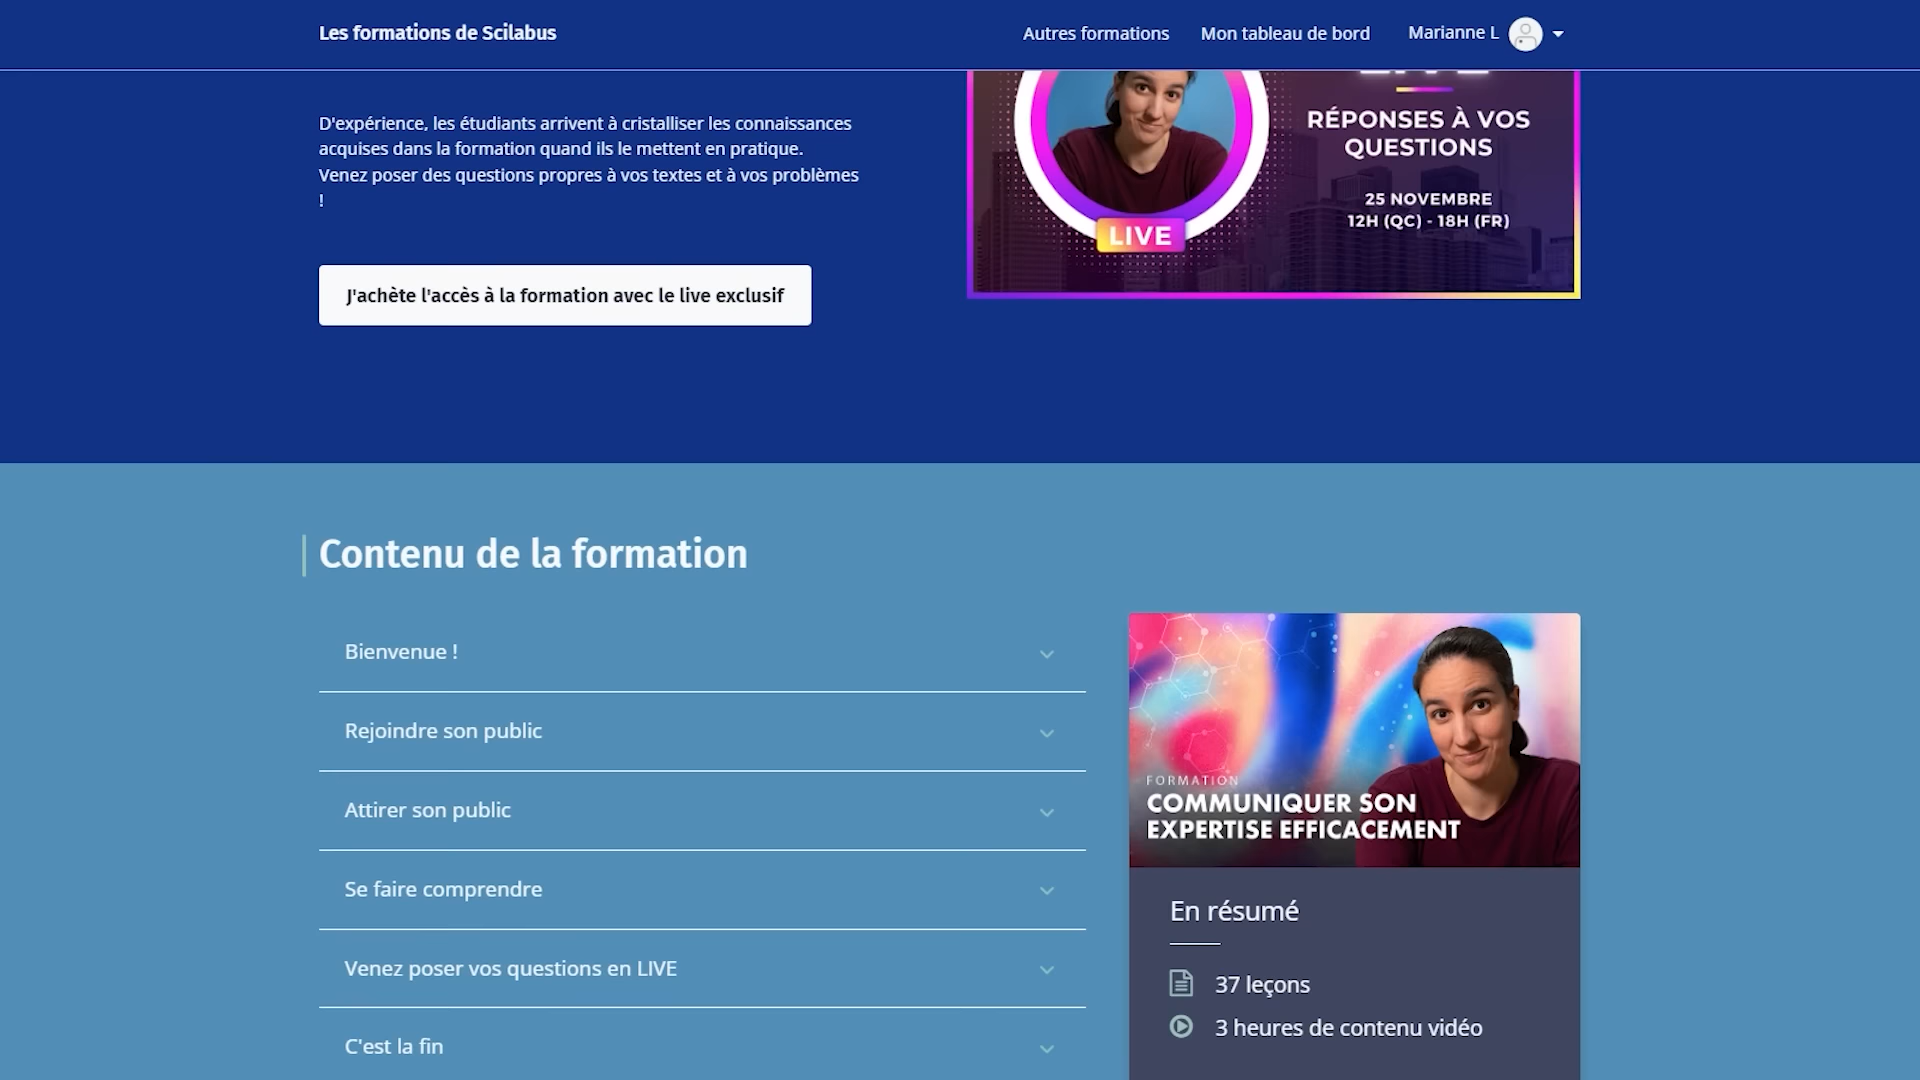 Les formations de Scilabus
Autres formations
Mon tableau de bord
Marianne L
D'expérience, les étudiants arrivent à cristalliser les connaissances
acquises dans la formation quand ils le mettent en pratique.
Venez poser des questions propres à vos textes et à vos problèmes
!
J'achète l'accès à la formation avec le live exclusif
LIVE
RÉPONSES À VOS
QUESTIONS
25 NOVEMBRE
12H (QC) - 18H (FR)
LIVE
Contenu de la formation
Bienvenue !
Rejoindre son public
Attirer son public
Se faire comprendre
Venez poser vos questions en LIVE
C'est la fin
FORMATION
COMMUNIQUER SON
EXPERTISE EFFICACEMENT
En résumé
37 leçons
3 heures de contenu vidéo